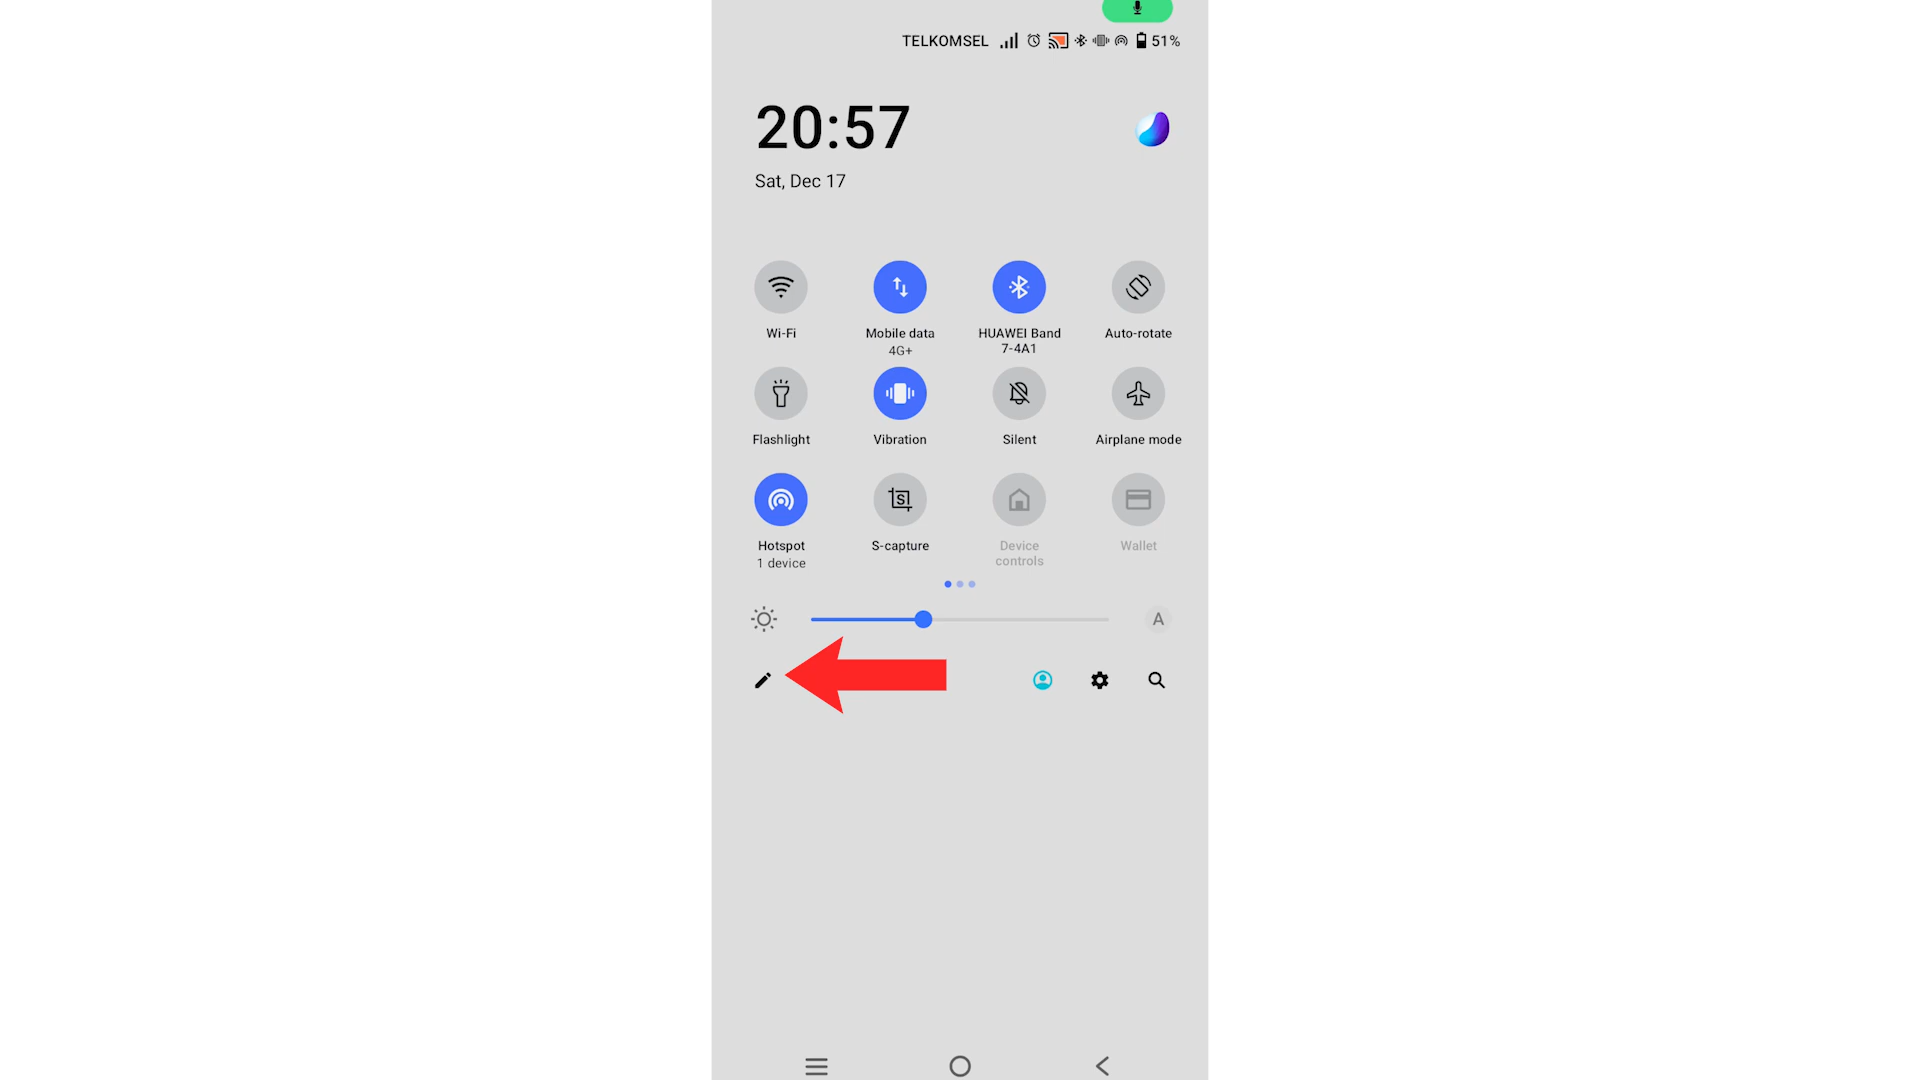 TELKOMSEL 51%
20:57
Sat, Dec 17
Wi-Fi Mobile data HUAWEI Band Auto-rotate
4G+ 7-4A1
Flashlight Vibration Silent Airplane mode
S
Hotspot S-capture Device Wallet
1 device controls
A